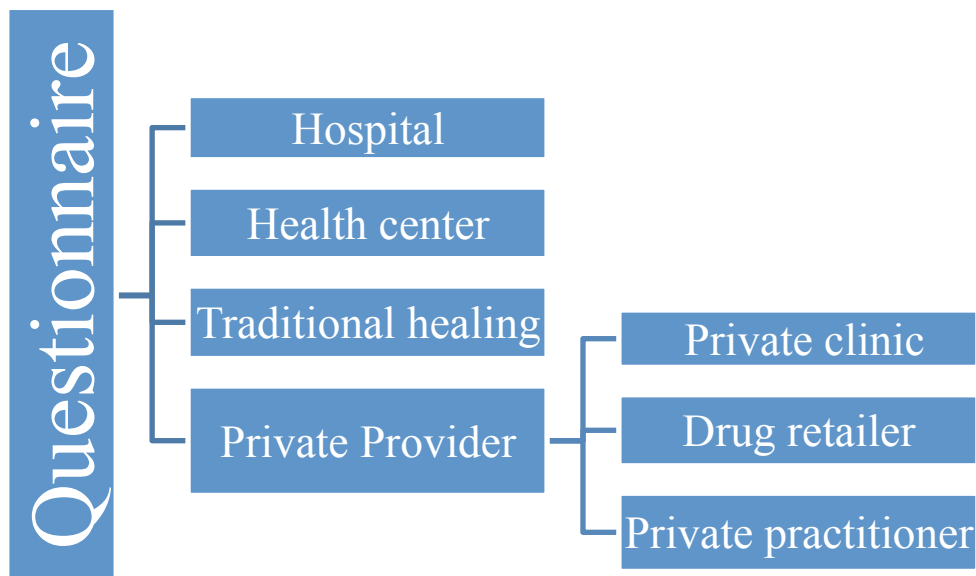 Questionnaire
Hospital
Health center
Traditional healing
Private Provider
Private clinic
Drug retailer
Private practitioner